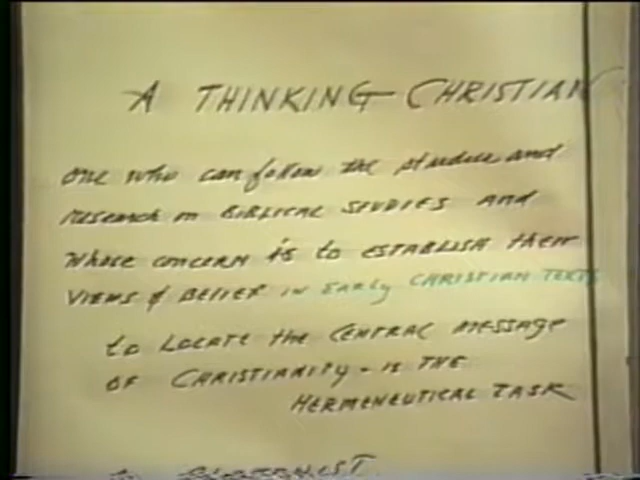 A THINKING CHRISTIAN
one who can follow the studies and
research in BIBLICAL STUDIES and
whose concern is to ESTABLISH their
VIEWS of BELIEF in EARLY CHRISTIAN TEXTS
to LOCATE the CENTRAL MESSAGE
OF CHRISTIANITY - is THE
HERMENEUTICAL TASK